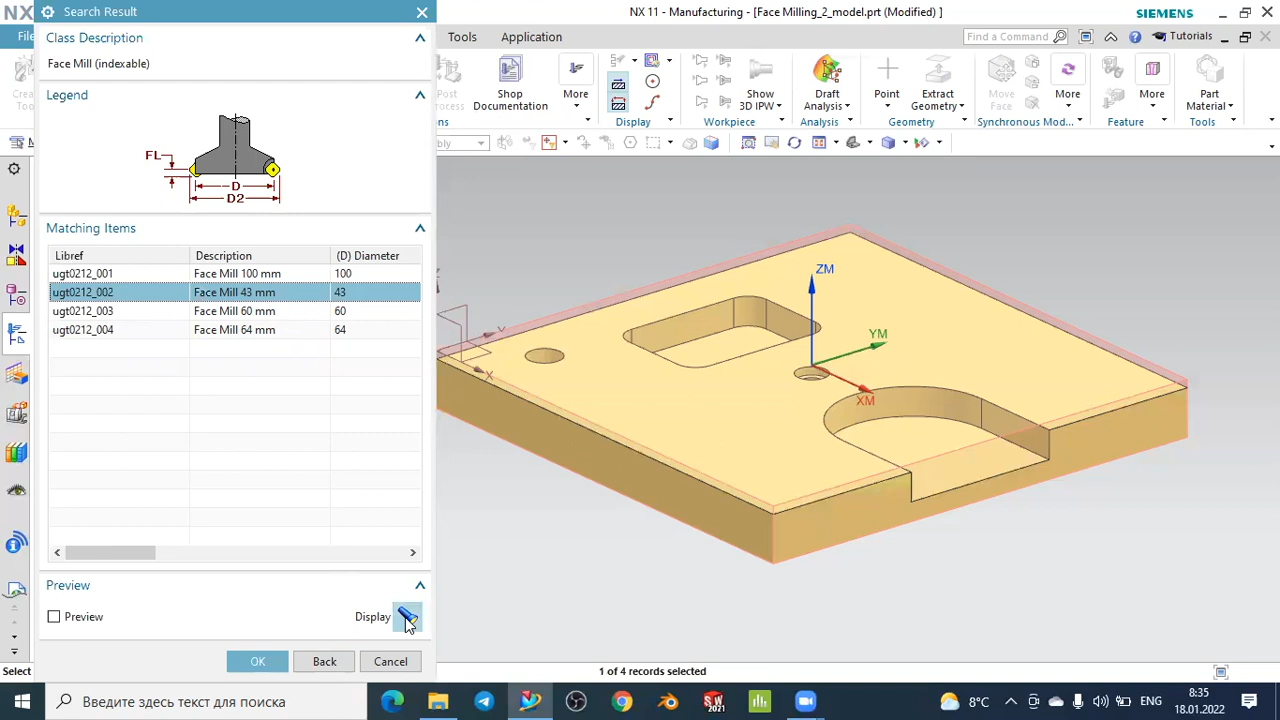 NX
Search Result
NX 11 - Manufacturing - [Face Milling_2_model.prt (Modified) ]
SIEMENS
File
Tools
Application
Find a Command
Tutorials
Class Description
Face Mill (indexable)
Legend
FL
D
D2
Post Process
Shop Documentation
More
Display
Show 3D IPW
Workpiece
Draft Analysis
Analysis
Point
Extract Geometry
Geometry
Move Face
More
Synchronous Mod...
More
Feature
Part Material
Tools
Matching Items
Libref
Description
(D) Diameter
ugt0212_001
Face Mill 100 mm
100
ugt0212_002
Face Mill 43 mm
43
ugt0212_003
Face Mill 60 mm
60
ugt0212_004
Face Mill 64 mm
64
ZM
YM
XM
Y
X
Preview
Preview
Display
OK
Back
Cancel
Select
1 of 4 records selected
Введите здесь текст для поиска
SW
2021
8°C
ENG
8:35
18.01.2022